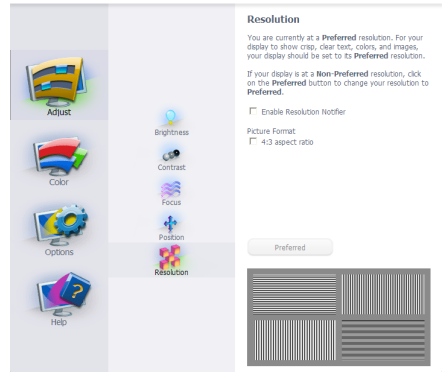 Adjust
Color
Options
Help
Brightness
Contrast
Focus
Position
Resolution
Resolution
You are currently at a Preferred resolution. For your
display to show crisp, clear text, colors, and images,
your display should be set to its Preferred resolution.
If your display is at a Non-Preferred resolution, click
on the Preferred button to change your resolution to
Preferred.
Enable Resolution Notifier
Picture Format
4:3 aspect ratio
Preferred